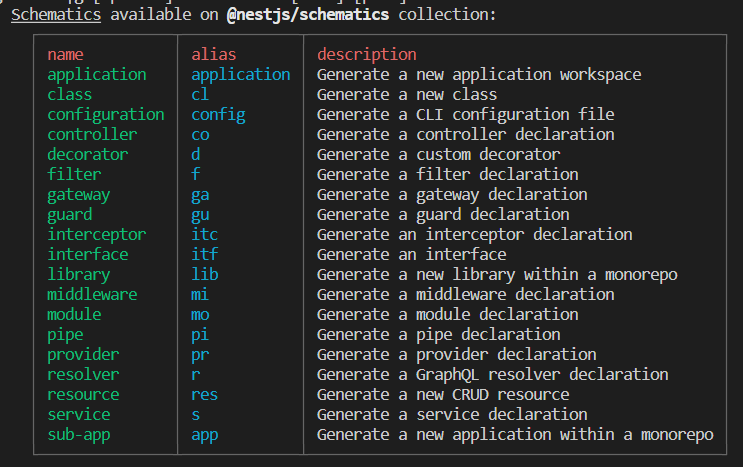 Schematics available on @nestjs/schematics collection:
name alias description
application application Generate a new application workspace
class cl Generate a new class
configuration config Generate a CLI configuration file
controller co Generate a controller declaration
decorator d Generate a custom decorator
filter f Generate a filter declaration
gateway ga Generate a gateway declaration
guard gu Generate a guard declaration
interceptor itc Generate an interceptor declaration
interface itf Generate an interface
library lib Generate a new library within a monorepo
middleware mi Generate a middleware declaration
module mo Generate a module declaration
pipe pi Generate a pipe declaration
provider pr Generate a provider declaration
resolver r Generate a GraphQL resolver declaration
resource res Generate a new CRUD resource
service s Generate a service declaration
sub-app app Generate a new application within a monorepo